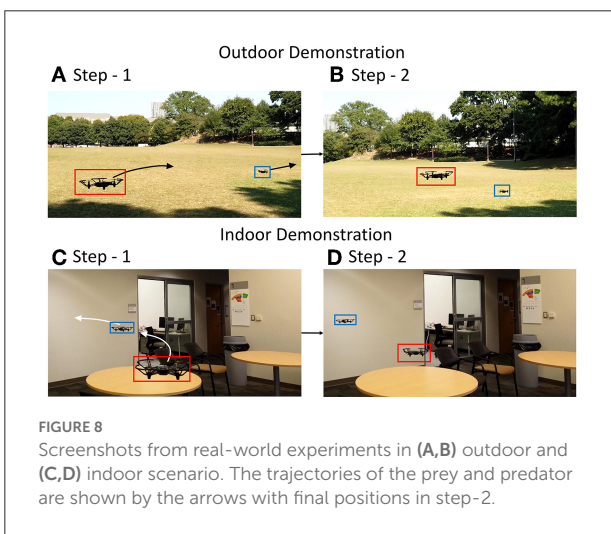 Outdoor Demonstration
A Step - 1
B Step - 2
Indoor Demonstration
C Step - 1
D Step - 2
FIGURE 8
Screenshots from real-world experiments in (A,B) outdoor and
(C,D) indoor scenario. The trajectories of the prey and predator
are shown by the arrows with final positions in step-2.